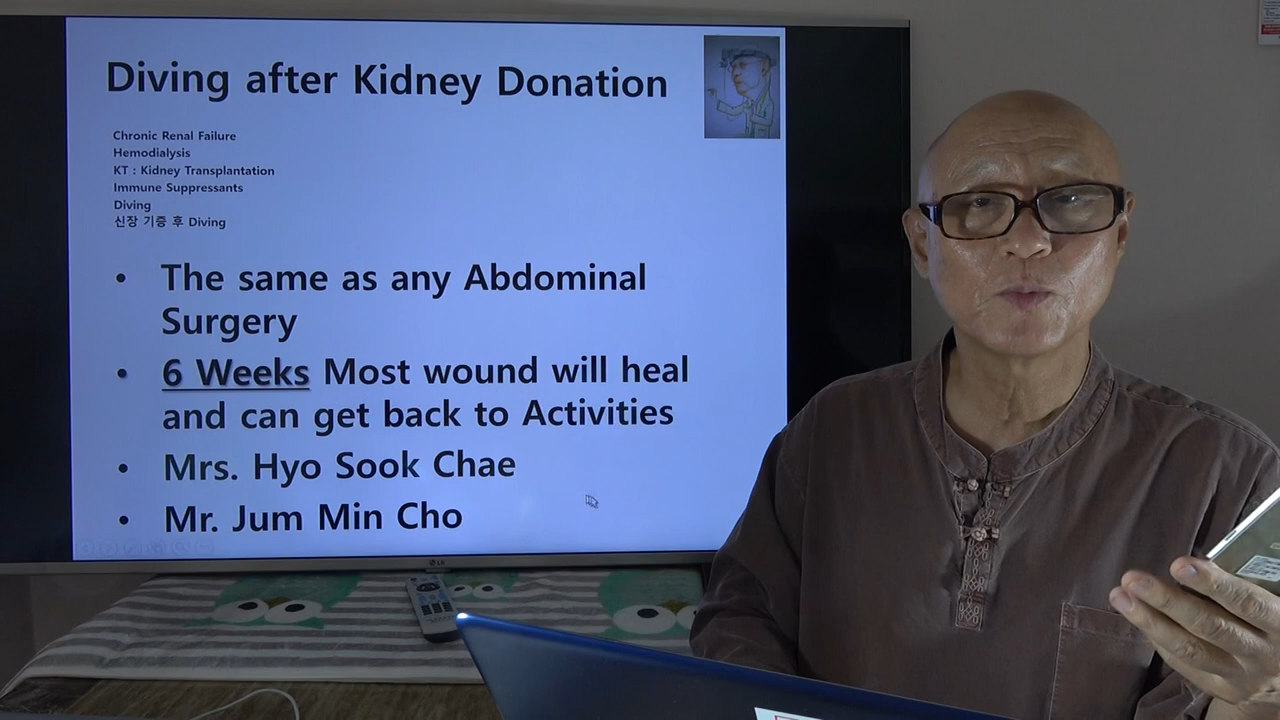 Diving after Kidney Donation
Chronic Renal Failure
Hemodialysis
KT : Kidney Transplantation
Immune Suppressants
Diving
신장 기증 후 Diving
• The same as any Abdominal
Surgery
• 6 Weeks Most wound will heal
and can get back to Activities
• Mrs. Hyo Sook Chae
• Mr. Jum Min Cho
LG